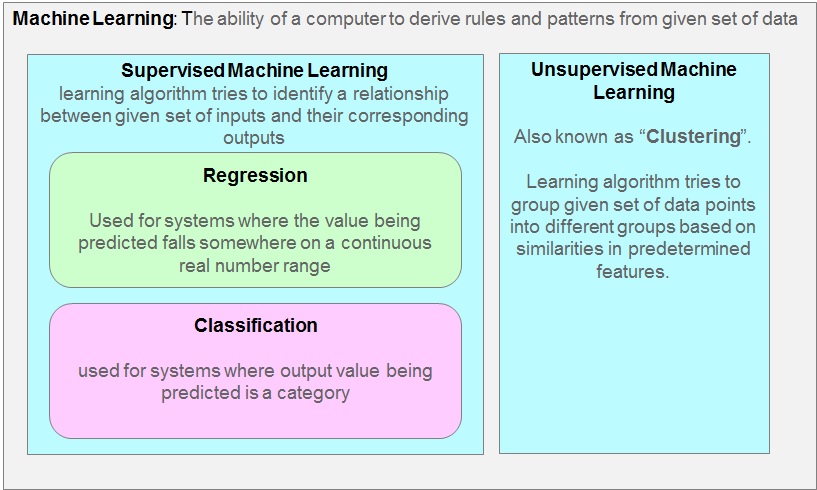 Machine Learning: The ability of a computer to derive rules and patterns from given set of data
Supervised Machine Learning
learning algorithm tries to identify a relationship
between given set of inputs and their corresponding
outputs
Regression
Used for systems where the value being
predicted falls somewhere on a continuous
real number range
Classification
used for systems where output value being
predicted is a category
Unsupervised Machine
Learning
Also known as “Clustering”.
Learning algorithm tries to
group given set of data points
into different groups based on
similarities in predetermined
features.